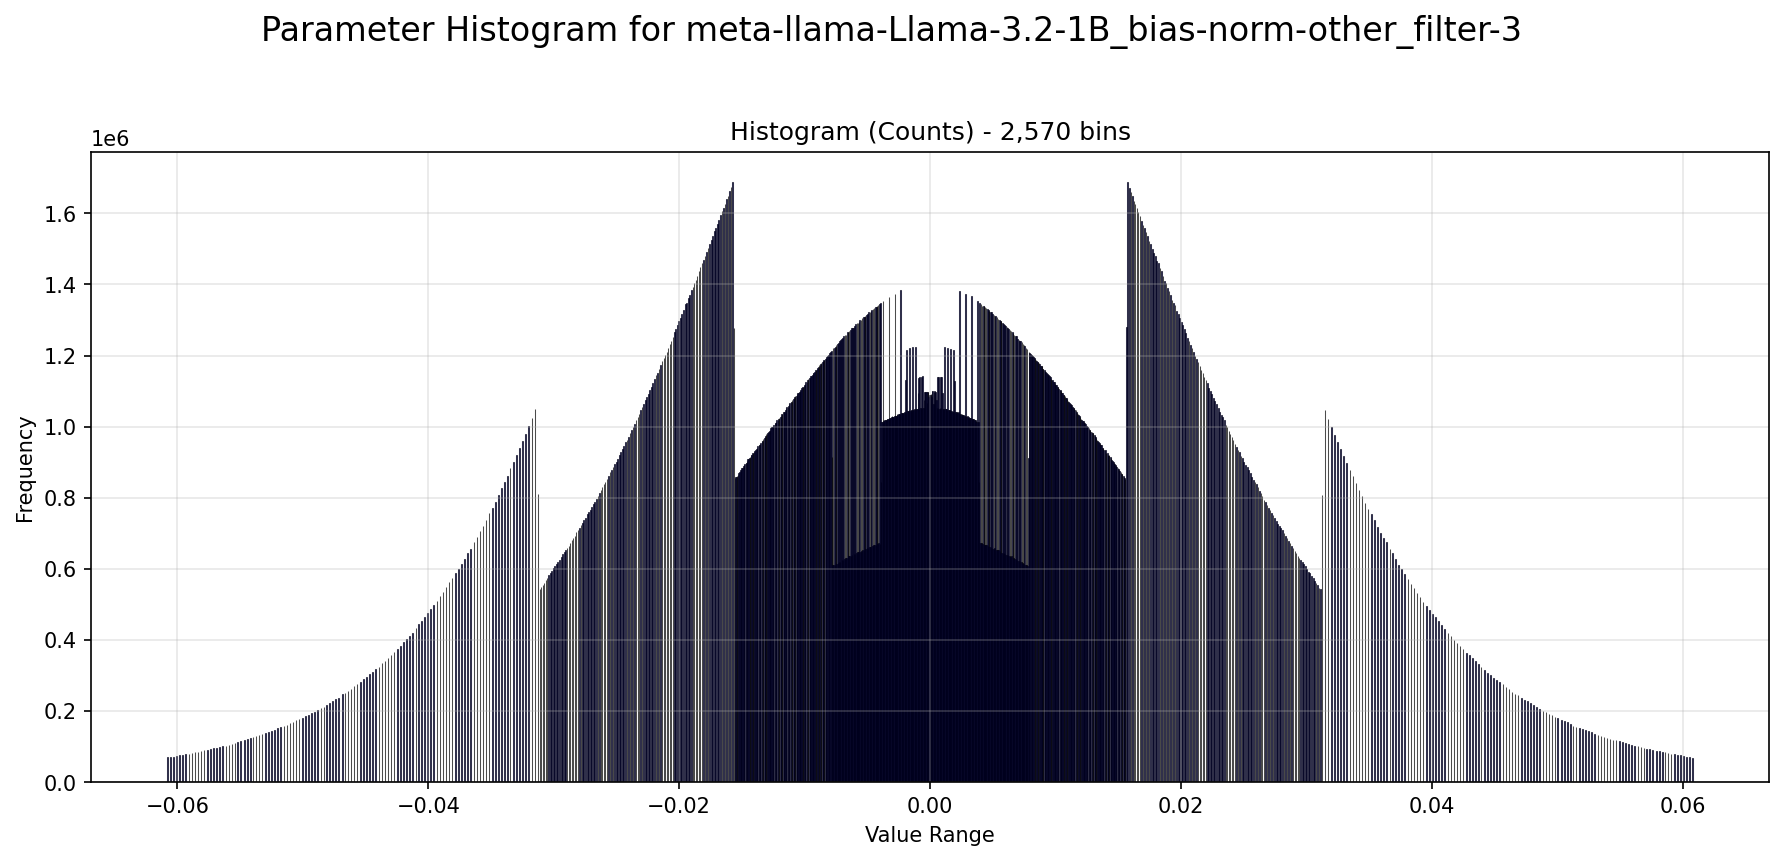 Parameter Histogram for meta-llama-Llama-3.2-1B_bias-norm-other_filter-3
Histogram (Counts) - 2,570 bins
1e6
1.6
1.4
1.2
1.0
0.8
0.6
0.4
0.2
0.0
Frequency
−0.06 −0.04 −0.02 0.00 0.02 0.04 0.06
Value Range